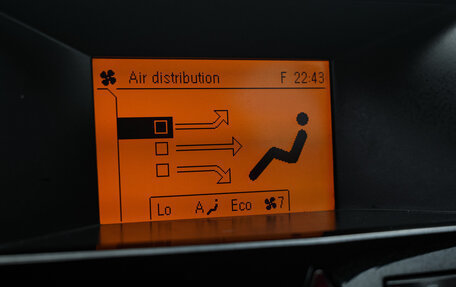 Air distribution F 22:43
Lo A Eco 7